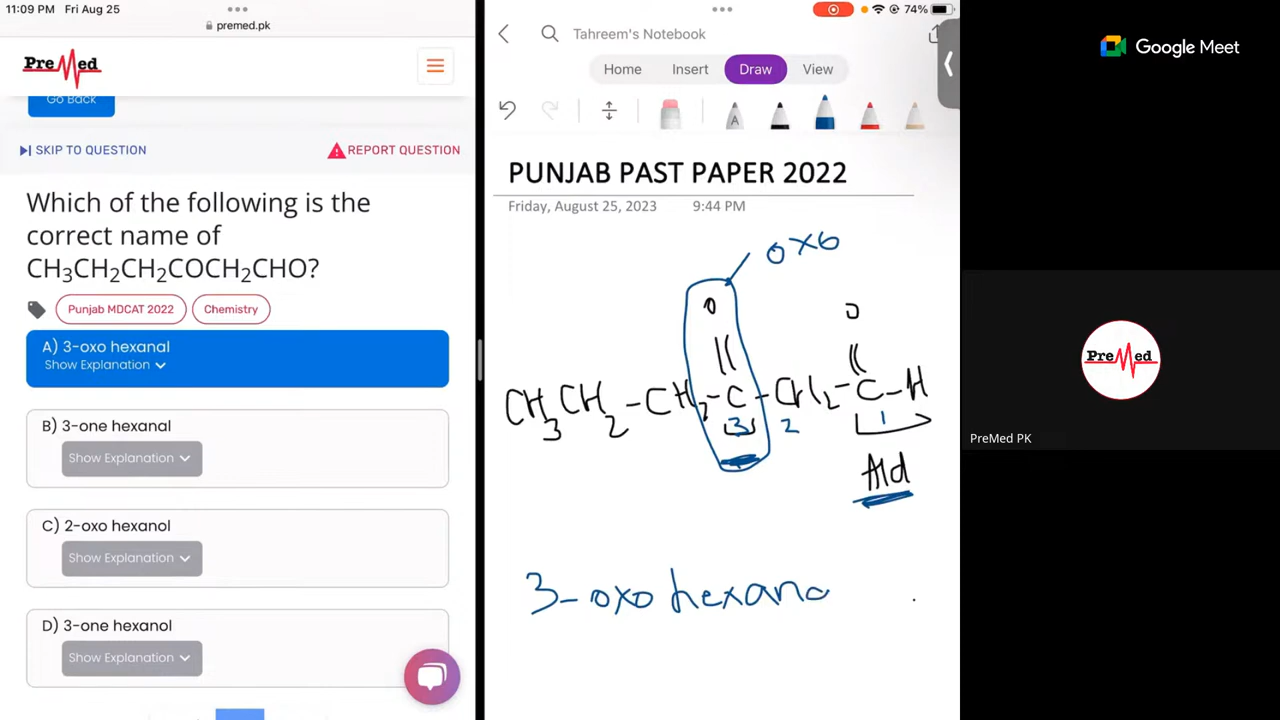 11:09 PM Fri Aug 25
premed.pk
PreMed
Go Back
SKIP TO QUESTION
REPORT QUESTION
Which of the following is the
correct name of
CH₃CH₂CH₂COCH₂CHO?
Punjab MDCAT 2022
Chemistry
A) 3-oxo hexanal
Show Explanation
B) 3-one hexanal
Show Explanation
C) 2-oxo hexanol
Show Explanation
D) 3-one hexanol
Show Explanation
74%
Tahreem's Notebook
Home Insert Draw View
A
PUNJAB PAST PAPER 2022
Friday, August 25, 2023 9:44 PM
oxo
O O
CH₃CH₂-CH₂-C-CH₂-C-H
3 2 1
Ald
3-oxo hexano
Google Meet
PreMed
PreMed PK